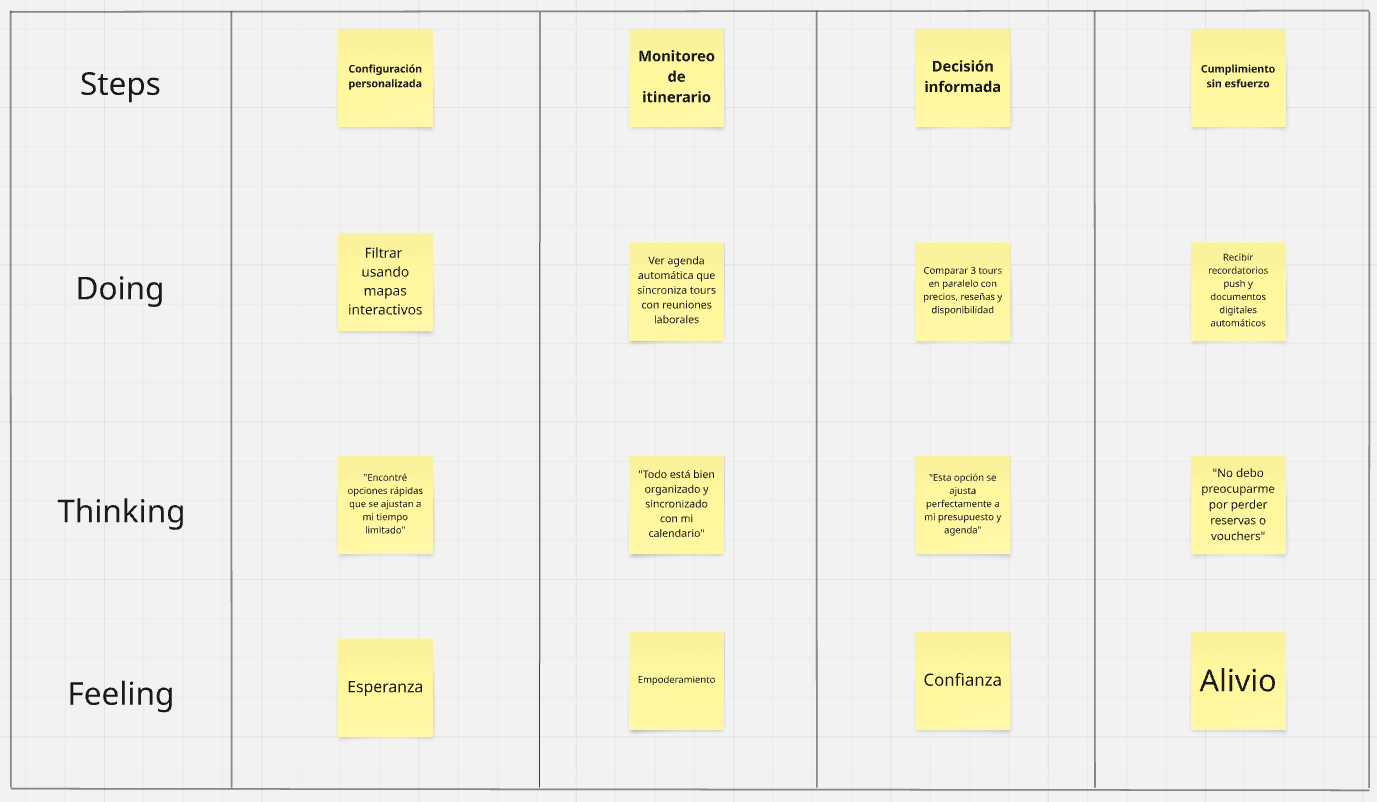 Steps
Configuración
personalizada
Monitoreo
de
itinerario
Decisión
informada
Cumplimiento
sin esfuerzo
Doing
Filtrar
usando
mapas
interactivos
Ver agenda
automática que
sincroniza tours
con reuniones
laborales
Comparar 3 tours
en paralelo con
precios, reseñas y
disponibilidad
Recibir
recordatorios
push y
documentos
digitales
automáticos
Thinking
"Encontré
opciones rápidas
que se ajustan a
mi tiempo
limitado"
"Todo está bien
organizado y
sincronizado
con mi
calendario"
"Esta opción se
ajusta
perfectamente a
mi presupuesto y
agenda"
"No debo
preocuparme
por perder
reservas o
vouchers"
Feeling
Esperanza
Empoderamiento
Confianza
Alivio